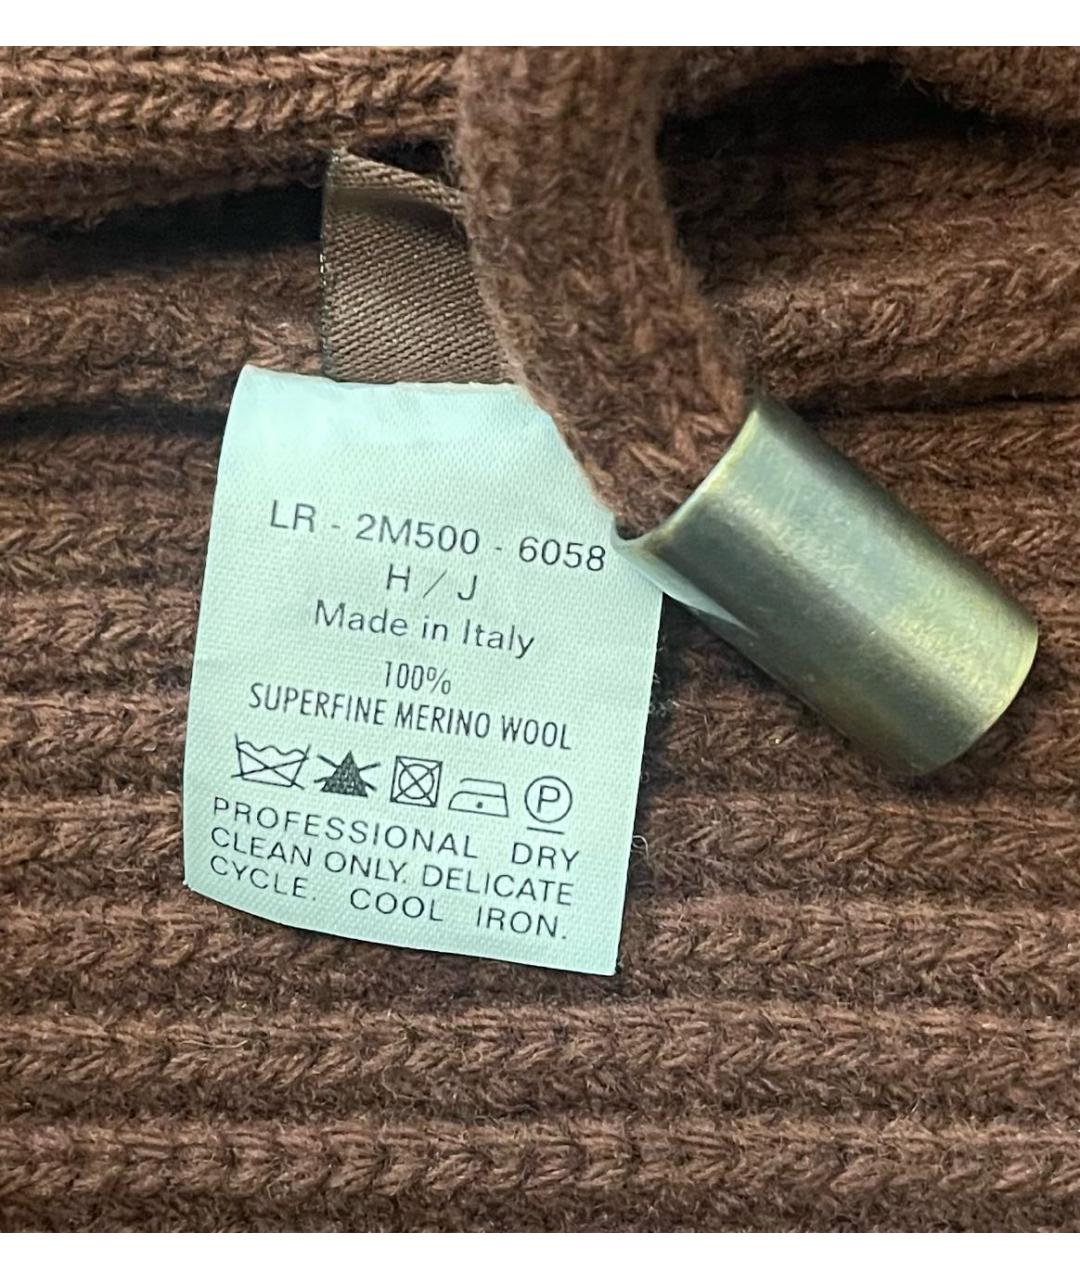 LR - 2M500 - 6058
H / J
Made in Italy
100%
SUPERFINE MERINO WOOL
P
PROFESSIONAL DRY
CLEAN ONLY. DELICATE
CYCLE. COOL IRON.